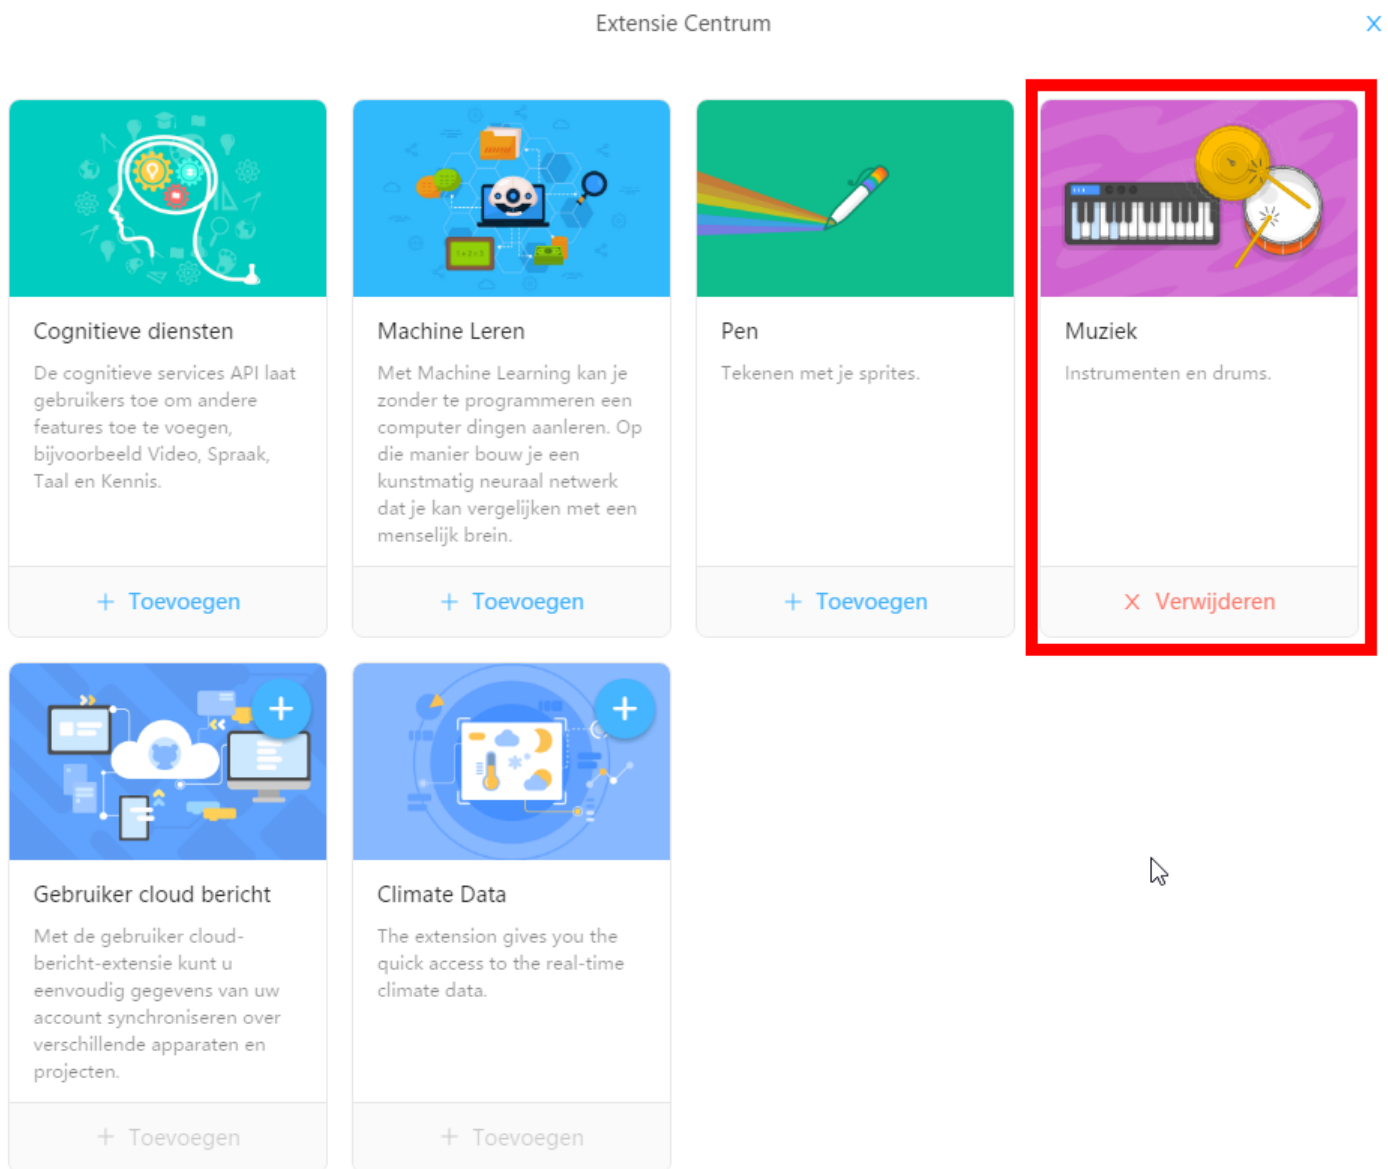 Extensie Centrum
Cognitieve diensten
De cognitieve services API laat
gebruikers toe om andere
features toe te voegen,
bijvoorbeeld Video, Spraak,
Taal en Kennis.
+ Toevoegen
Machine Leren
Met Machine Learning kan je
zonder te programmeren een
computer dingen aanleren. Op
die manier bouw je een
kunstmatig neuraal netwerk
dat je kan vergelijken met een
menselijk brein.
+ Toevoegen
Pen
Tekenen met je sprites.
+ Toevoegen
Muziek
Instrumenten en drums.
X Verwijderen
Gebruiker cloud bericht
Met de gebruiker cloud-
bericht-extensie kunt u
eenvoudig gegevens van uw
account synchroniseren over
verschillende apparaten en
projecten.
+ Toevoegen
Climate Data
The extension gives you the
quick access to the real-time
climate data.
+ Toevoegen